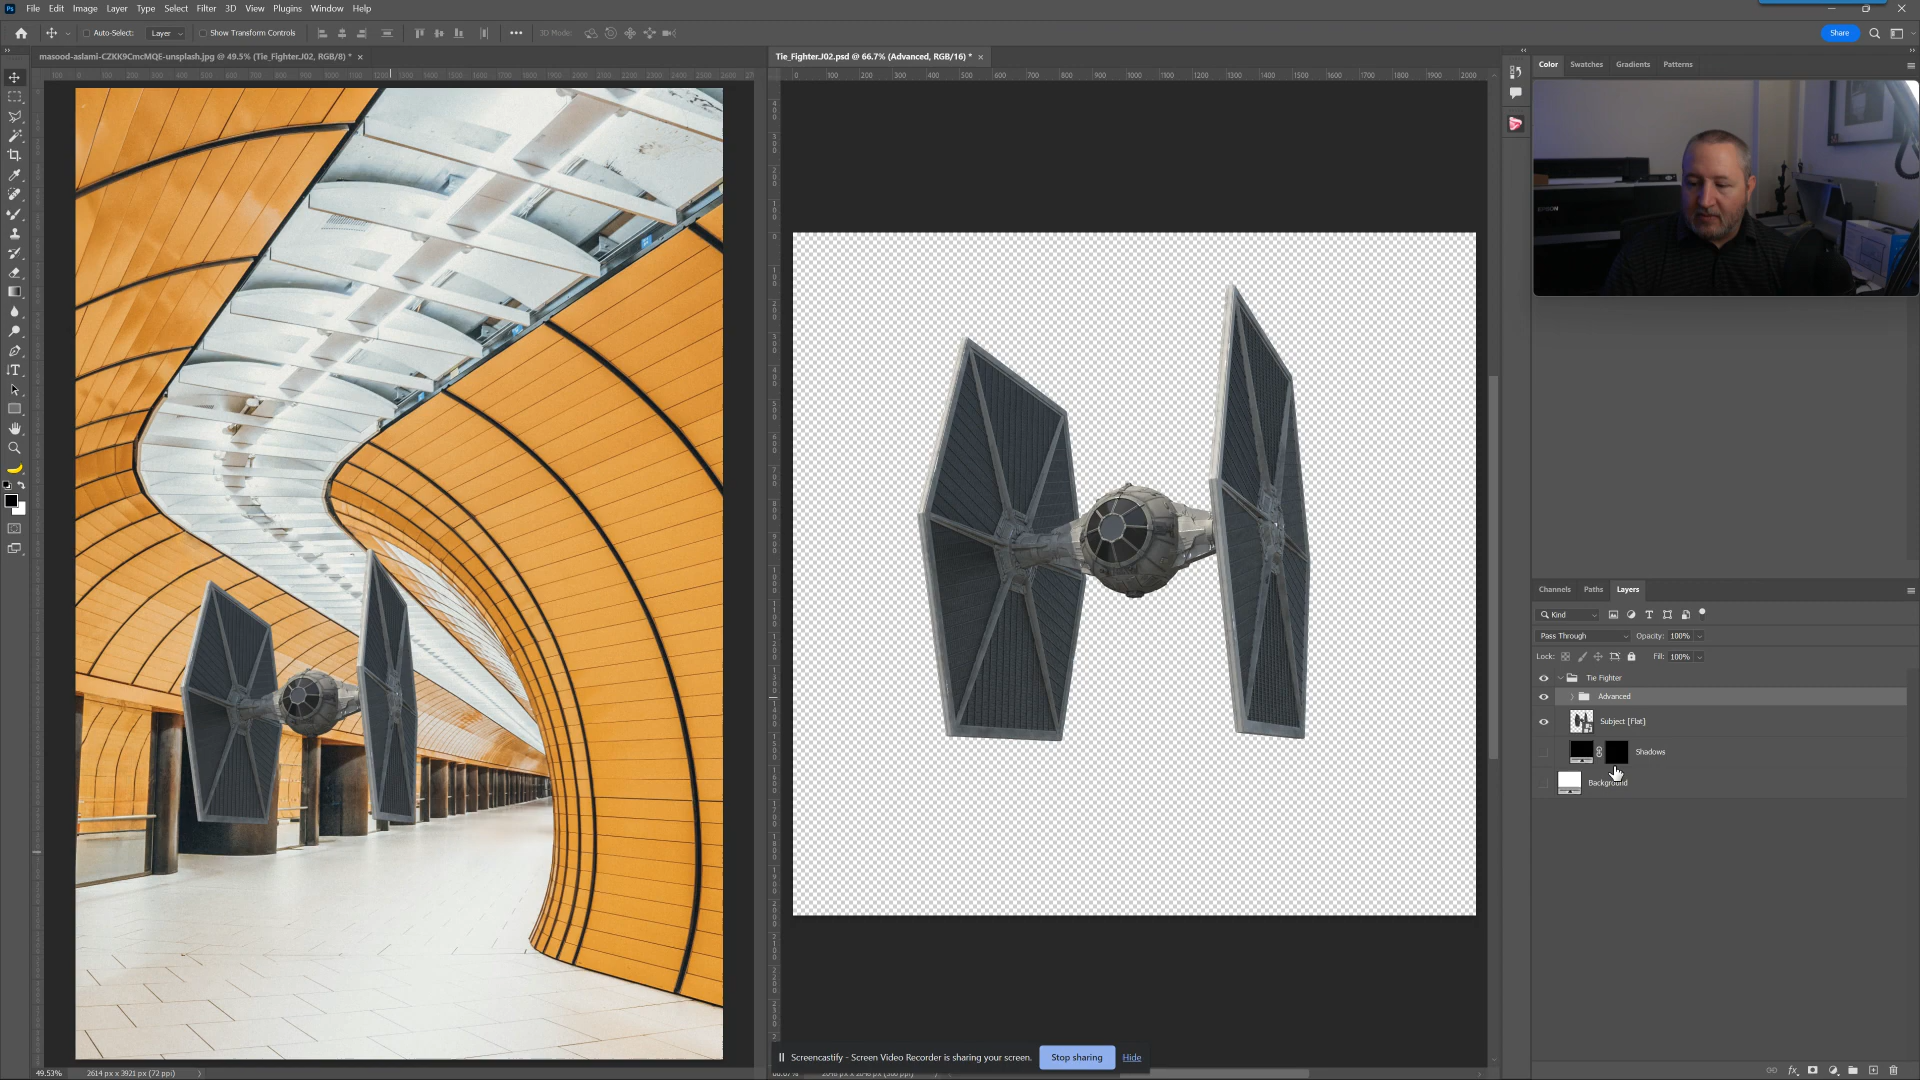 Ps File Edit Image Layer Type Select Filter 3D View Plugins Window Help
Auto-Select: Layer Show Transform Controls 3D Mode: Share
masood-aslami-CZKK9CmcMQE-unsplash.jpg @ 49.5% (Tie_Fighter.J02, RGB/8) *
Tie_Fighter.J02.psd @ 66.7% (Advanced, RGB/16) *
Color Swatches Gradients Patterns
Channels Paths Layers
Kind
Pass Through Opacity: 100%
Lock: Fill: 100%
Tie Fighter
Advanced
Subject [Flat]
Shadows
Background
Screencastify - Screen Video Recorder is sharing your screen. Stop sharing Hide
49.53% 2614 px x 3921 px (72 ppi)